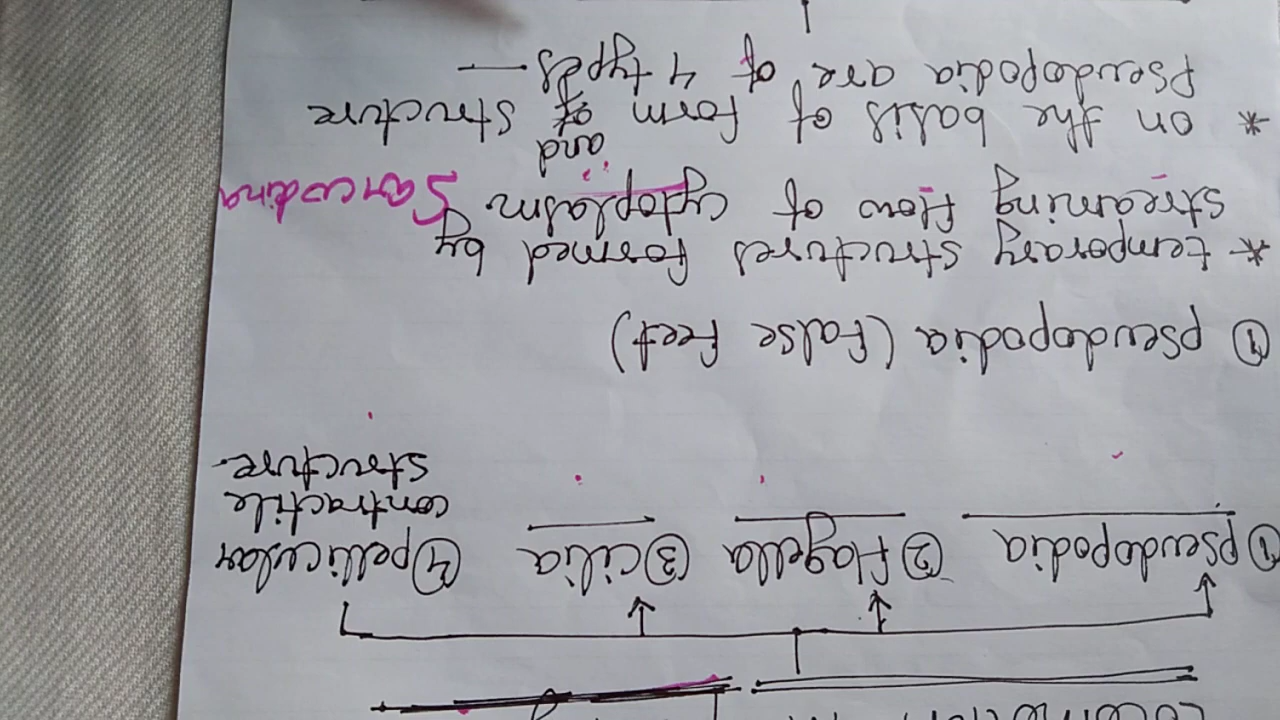 ① pseudopodia ② flagella ③ cilia ④ pellicular
contractile
structure.
① pseudopodia (false feet)
* temporary structures formed by
streaming flow of cytoplasm. Sarcodina
and
* on the basis of form of structure
pseudopodia are of 4 types —